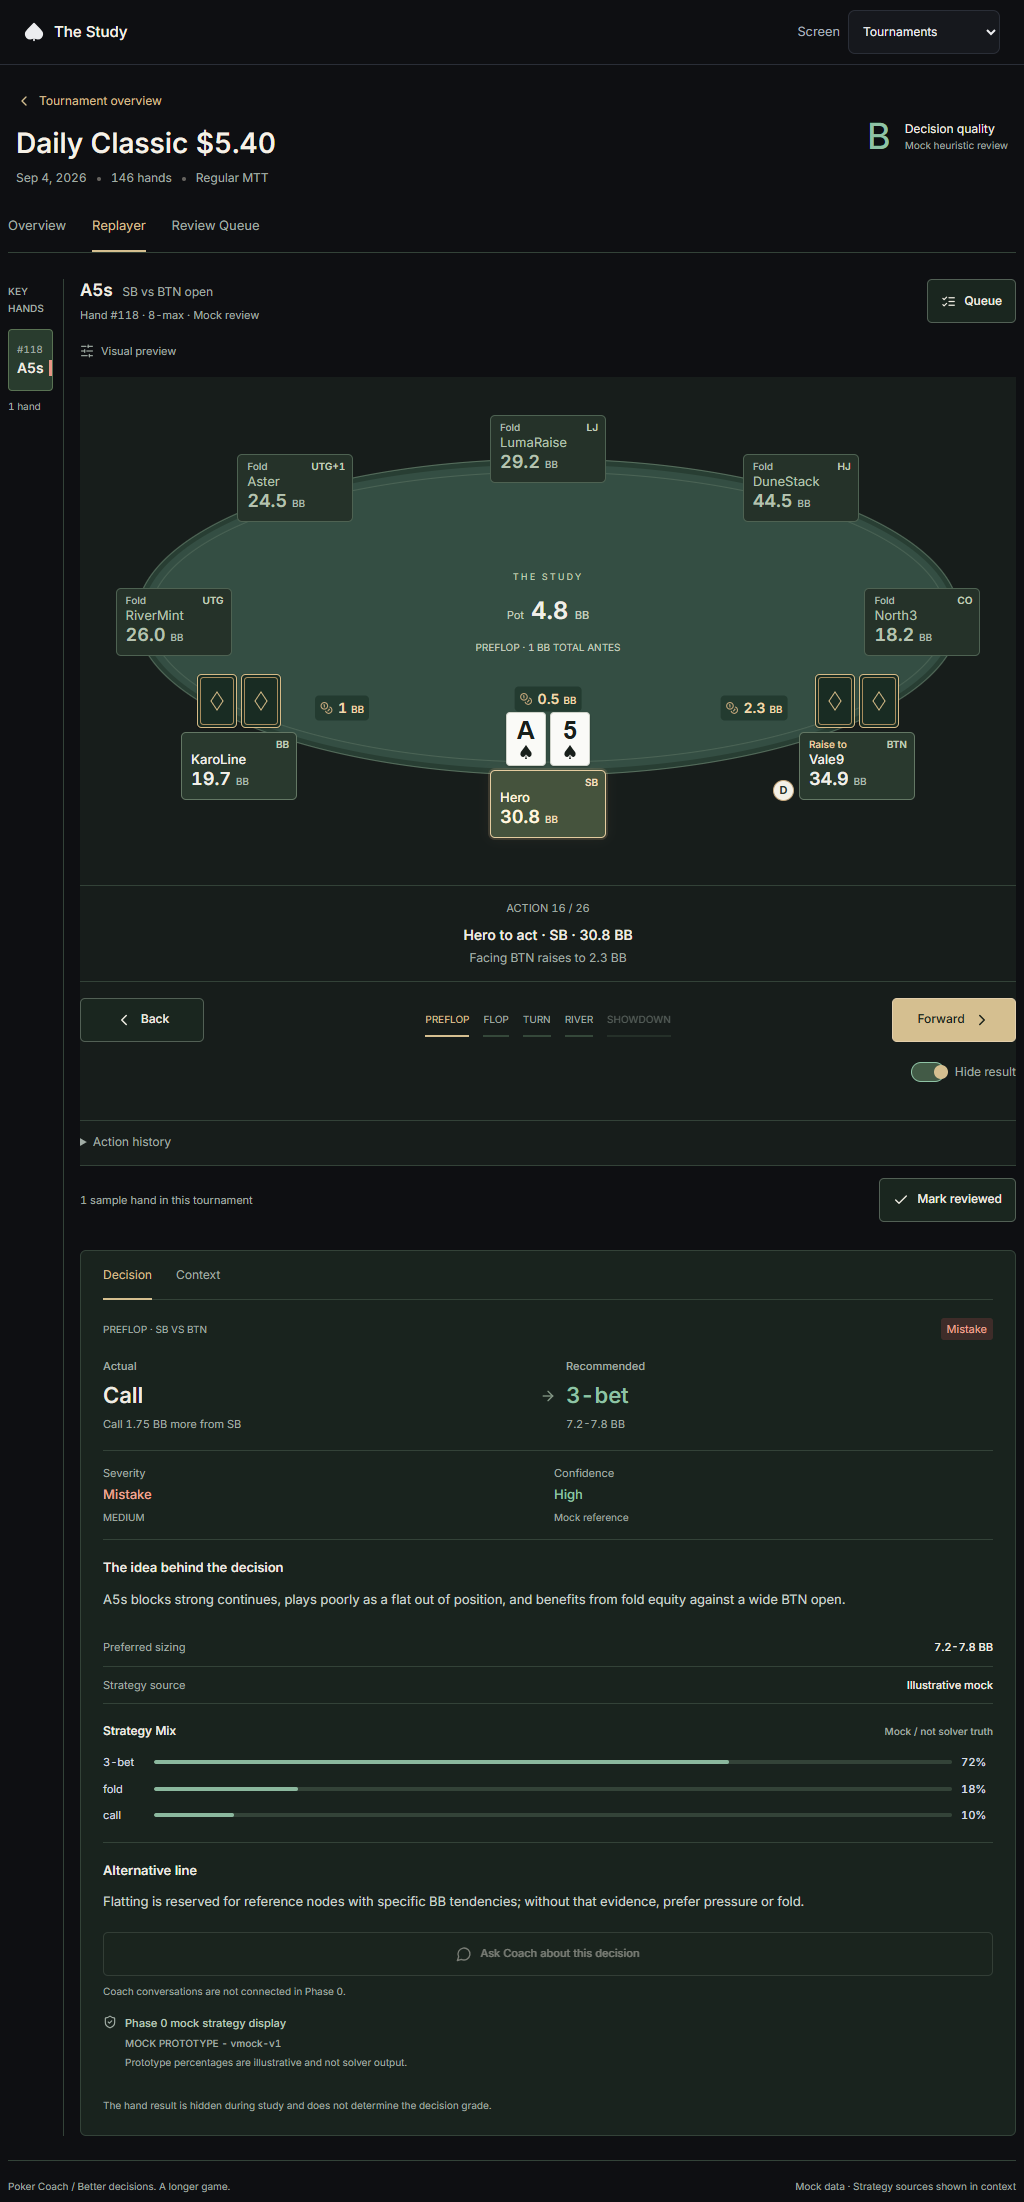 The Study
Screen
Tournaments
Tournament overview
Daily Classic $5.40
Sep 4, 2026 • 146 hands • Regular MTT
B
Decision quality
Mock heuristic review
Overview
Replayer
Review Queue
KEY
HANDS
#118
A5s
1 hand
A5s SB vs BTN open
Hand #118 · 8-max · Mock review
Queue
Visual preview
Fold LJ
LumaRaise
29.2 BB
Fold UTG+1
Aster
24.5 BB
Fold HJ
DuneStack
44.5 BB
THE STUDY
Pot 4.8 BB
PREFLOP · 1 BB TOTAL ANTES
Fold UTG
RiverMint
26.0 BB
Fold CO
North3
18.2 BB
1 BB
0.5 BB
2.3 BB
A
5
BB
KaroLine
19.7 BB
SB
Hero
30.8 BB
D
Raise to BTN
Vale9
34.9 BB
ACTION 16 / 26
Hero to act · SB · 30.8 BB
Facing BTN raises to 2.3 BB
Back
PREFLOP
FLOP
TURN
RIVER
SHOWDOWN
Forward
Hide result
Action history
1 sample hand in this tournament
Mark reviewed
Decision
Context
PREFLOP · SB VS BTN
Mistake
Actual
Call
Call 1.75 BB more from SB
Recommended
3-bet
7.2-7.8 BB
Severity
Mistake
MEDIUM
Confidence
High
Mock reference
The idea behind the decision
A5s blocks strong continues, plays poorly as a flat out of position, and benefits from fold equity against a wide BTN open.
Preferred sizing 7.2-7.8 BB
Strategy source Illustrative mock
Strategy Mix Mock / not solver truth
3-bet 72%
fold 18%
call 10%
Alternative line
Flatting is reserved for reference nodes with specific BB tendencies; without that evidence, prefer pressure or fold.
Ask Coach about this decision
Coach conversations are not connected in Phase 0.
Phase 0 mock strategy display
MOCK PROTOTYPE - vmock-v1
Prototype percentages are illustrative and not solver output.
The hand result is hidden during study and does not determine the decision grade.
Poker Coach / Better decisions. A longer game.
Mock data · Strategy sources shown in context